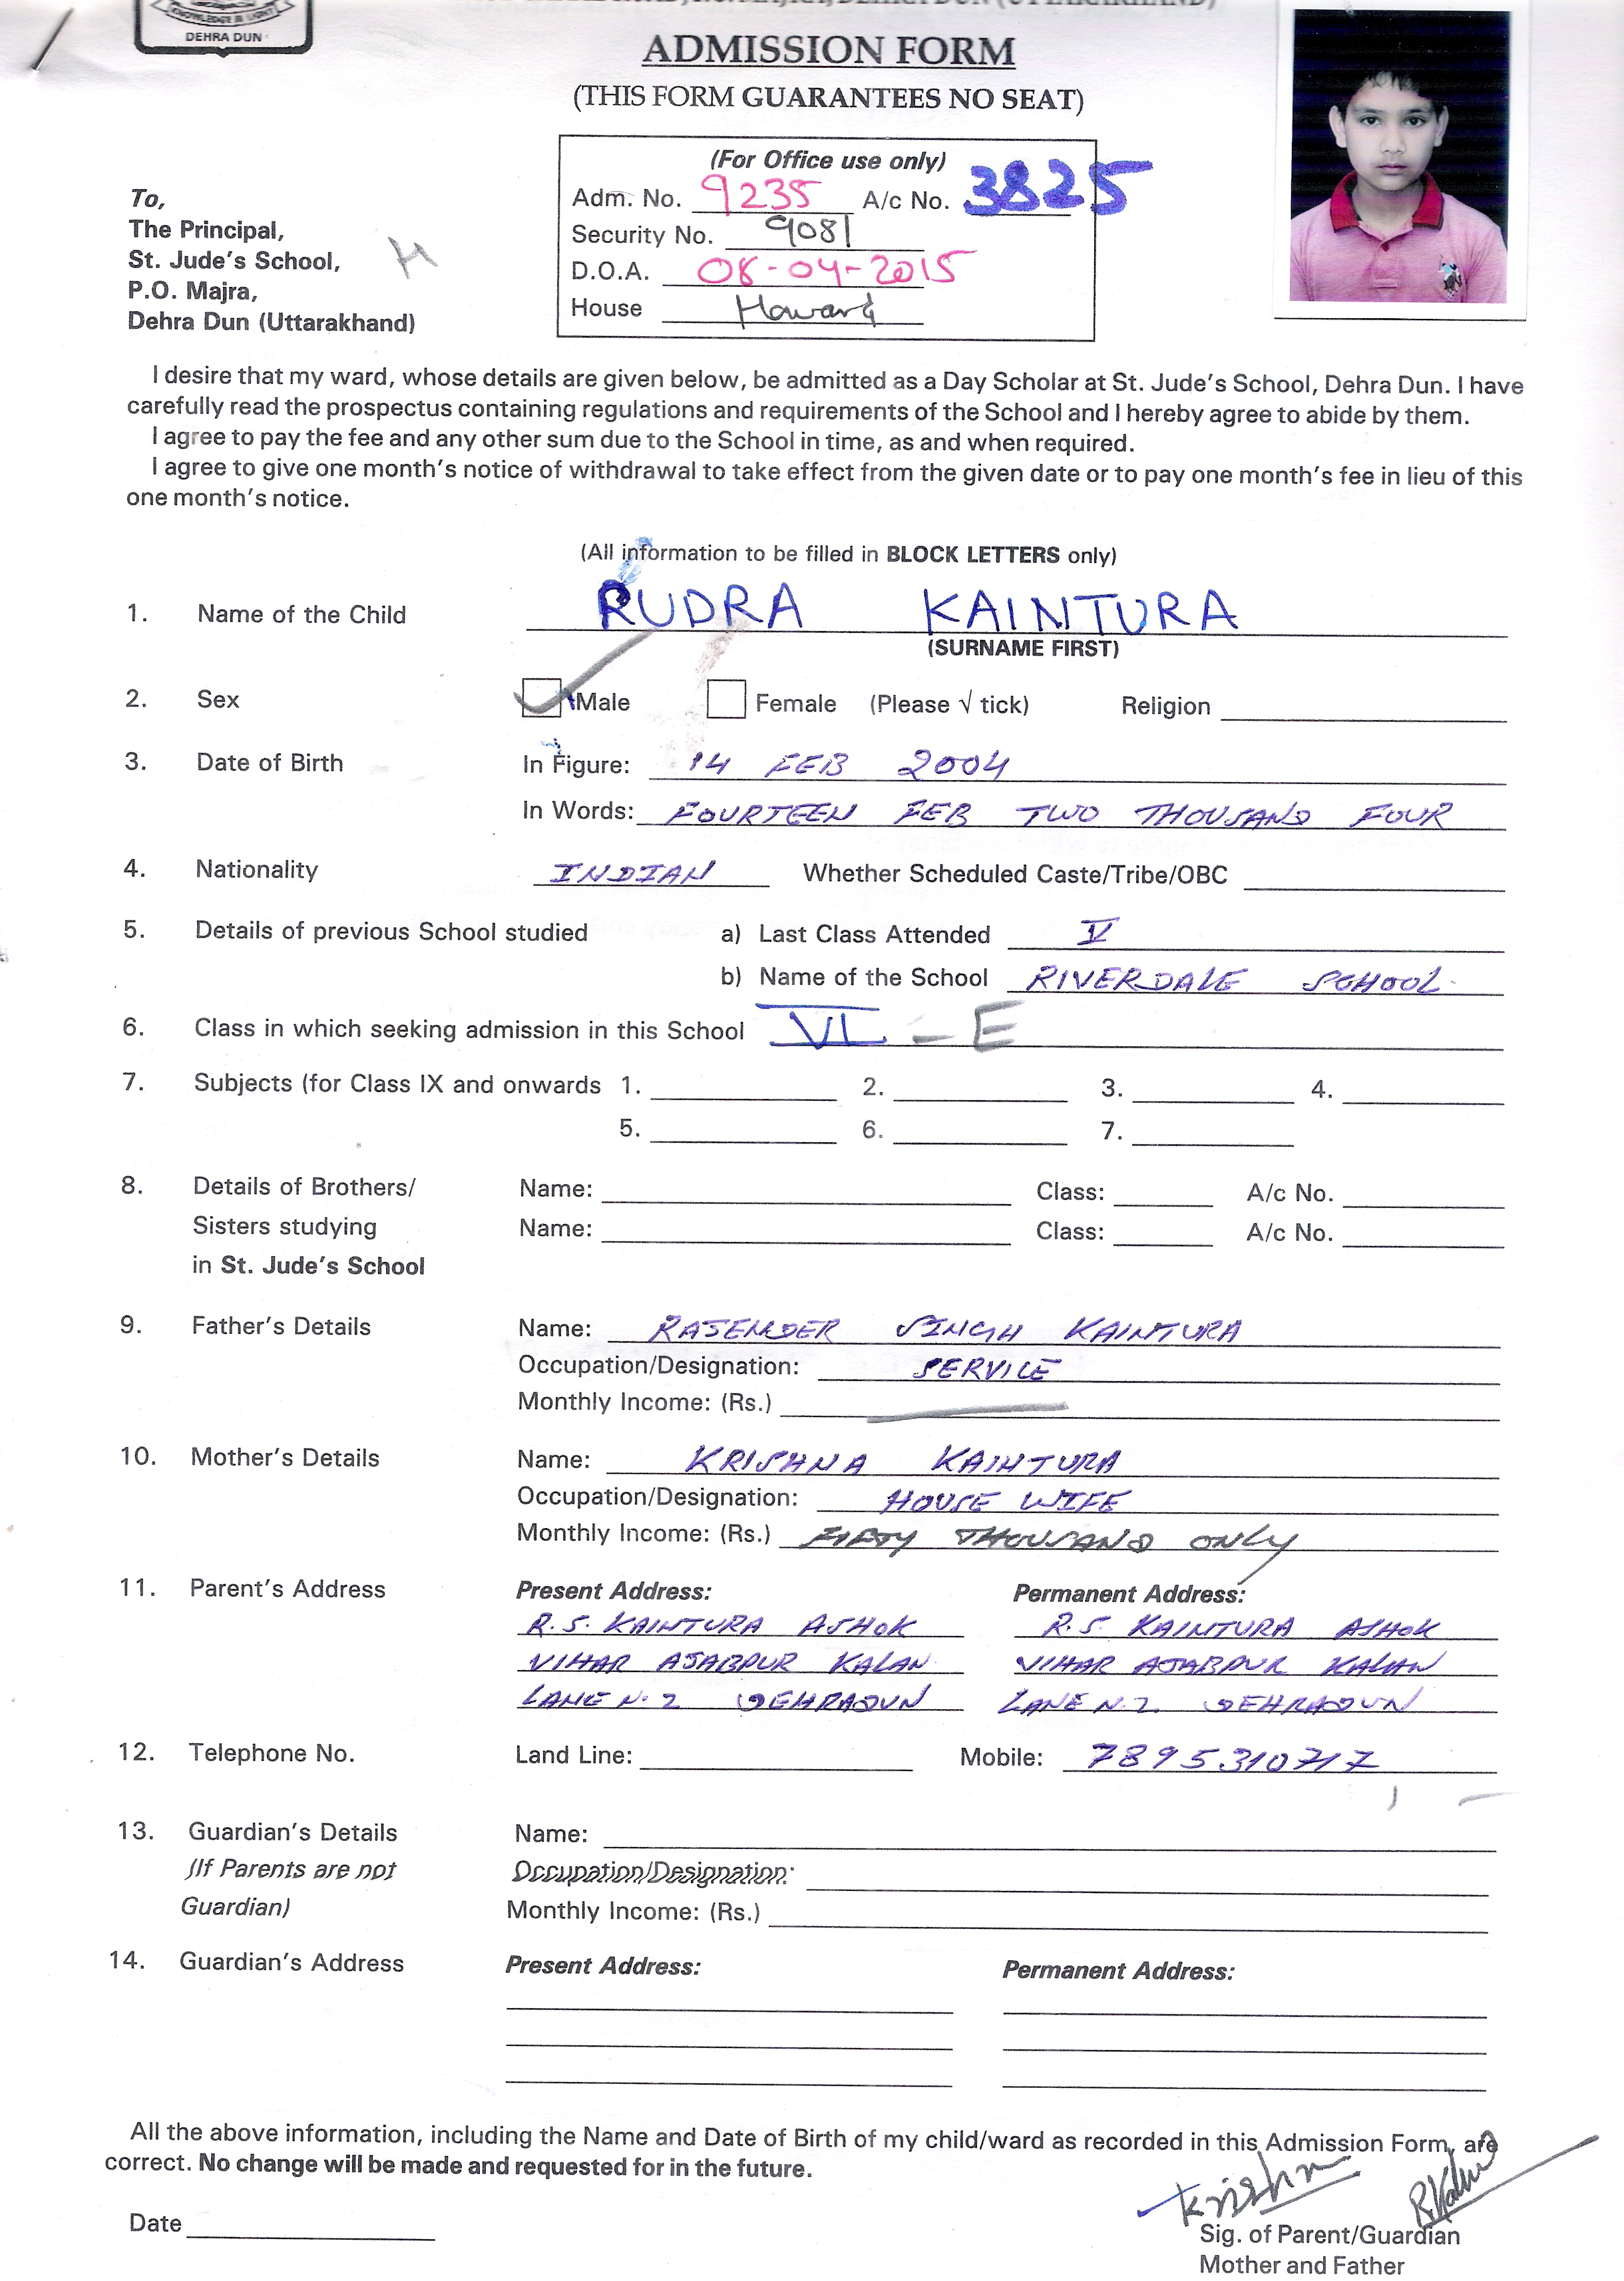 KNOWLEDGE IS LIGHT
DEHRA DUN
ADMISSION FORM
(THIS FORM GUARANTEES NO SEAT)
(For Office use only)
Adm. No. 9235 A/c No. 3825
Security No. 9081
D.O.A. 08-04-2015
House Howard
To,
The Principal,
St. Jude's School,
P.O. Majra,
Dehra Dun (Uttarakhand)
H
I desire that my ward, whose details are given below, be admitted as a Day Scholar at St. Jude's School, Dehra Dun. I have
carefully read the prospectus containing regulations and requirements of the School and I hereby agree to abide by them.
I agree to pay the fee and any other sum due to the School in time, as and when required.
I agree to give one month's notice of withdrawal to take effect from the given date or to pay one month's fee in lieu of this
one month's notice.
(All information to be filled in BLOCK LETTERS only)
1. Name of the Child RUDRA KAINTURA
(SURNAME FIRST)
2. Sex Male Female (Please √ tick) Religion
3. Date of Birth In Figure: 14 FEB 2004
In Words: FOURTEEN FEB TWO THOUSAND FOUR
4. Nationality INDIAN Whether Scheduled Caste/Tribe/OBC
5. Details of previous School studied a) Last Class Attended V
b) Name of the School RIVERDALE SCHOOL
6. Class in which seeking admission in this School VI - E
7. Subjects (for Class IX and onwards 1. 2. 3. 4.
5. 6. 7.
8. Details of Brothers/ Name: Class: A/c No.
Sisters studying Name: Class: A/c No.
in St. Jude's School
9. Father's Details Name: RAJENDER SINGH KAINTURA
Occupation/Designation: SERVICE
Monthly Income: (Rs.)
10. Mother's Details Name: KRISHNA KAINTURA
Occupation/Designation: HOUSE WIFE
Monthly Income: (Rs.) FIFTY THOUSAND ONLY
11. Parent's Address Present Address: Permanent Address:
R.S. KAINTURA ASHOK R.S. KAINTURA ASHOK
VIHAR AJABPUR KALAN VIHAR AJABPUR KALAN
LANE N. 2 DEHRADUN LANE N. 2 DEHRADUN
12. Telephone No. Land Line: Mobile: 7895310717
13. Guardian's Details Name:
(If Parents are not Occupation/Designation:
Guardian) Monthly Income: (Rs.)
14. Guardian's Address Present Address: Permanent Address:
All the above information, including the Name and Date of Birth of my child/ward as recorded in this Admission Form, are
correct. No change will be made and requested for in the future.
Krishna
Date Sig. of Parent/Guardian
Mother and Father